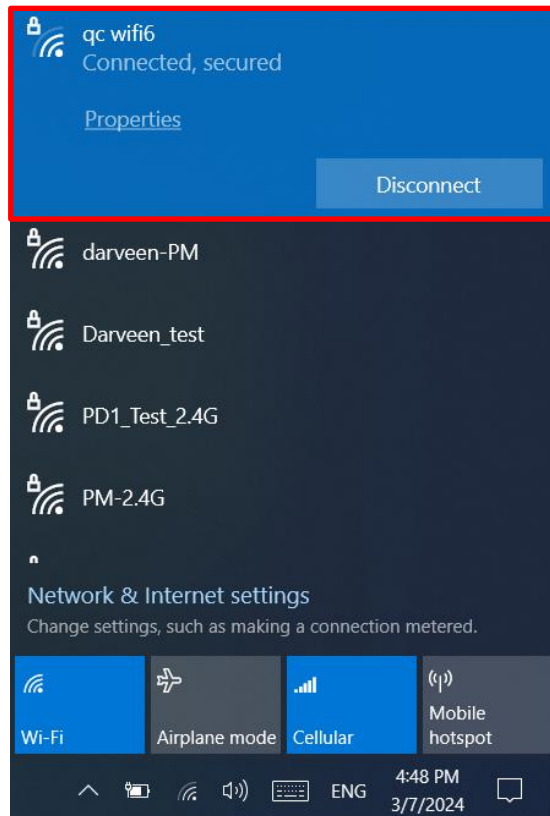 qc wifi6
Connected, secured
Properties
Disconnect
darveen-PM
Darveen_test
PD1_Test_2.4G
PM-2.4G
Network & Internet settings
Change settings, such as making a connection metered.
Wi-Fi
Airplane mode
Cellular
Mobile
hotspot
ENG
4:48 PM
3/7/2024